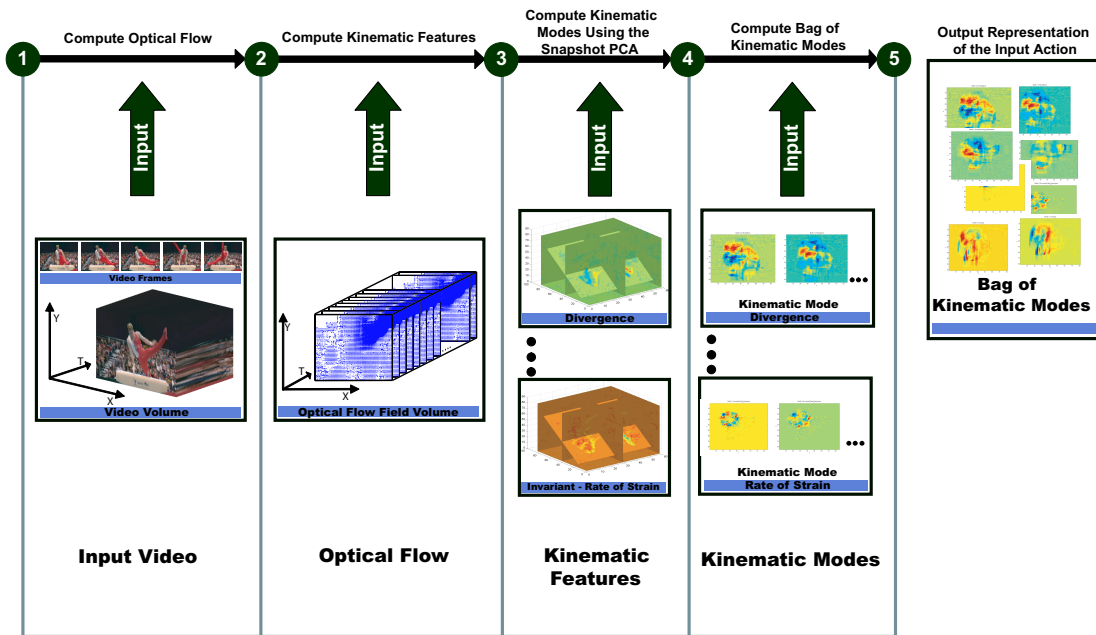 Compute Optical Flow
Compute Kinematic Features
Compute Kinematic
Modes Using the
Snapshot PCA
Compute Bag of
Kinematic Modes
Output Representation
of the Input Action
1
2
3
4
5
Input
Input
Input
Input
Video Frames
Y
T
X
Video Volume
Y
T
X
Optical Flow Field Volume
Divergence
Invariant - Rate of Strain
Kinematic Mode
Divergence
Kinematic Mode
Rate of Strain
Bag of
Kinematic Modes
Input Video
Optical Flow
Kinematic
Features
Kinematic Modes